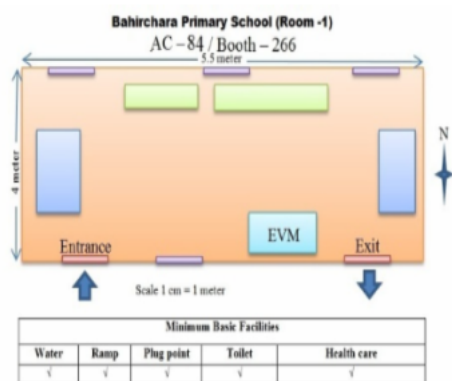 Bahirchara Primary School (Room -1)
AC – 84 / Booth – 266
5.5 meter
4 meter
N
Entrance
EVM
Exit
Scale 1 cm = 1 meter
Minimum Basic Facilities
Water Ramp Plug point Toilet Health care
√ √ √ √ √